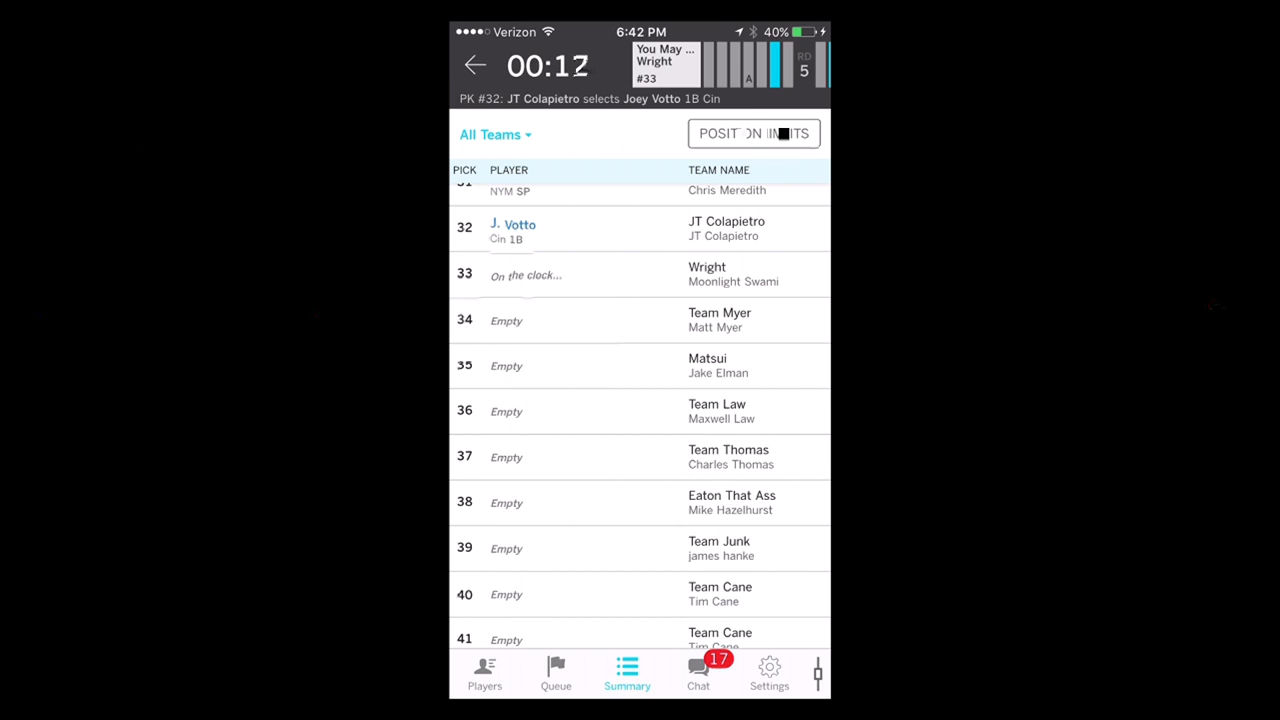 Verizon 6:42 PM 40%
00:12
You May ...
Wright
#33
A
RD
5
PK #32: JT Colapietro selects Joey Votto 1B Cin
All Teams
PICK PLAYER TEAM NAME
NYM SP Chris Meredith
32 J. Votto JT Colapietro
Cin 1B JT Colapietro
33 On the clock... Wright
Moonlight Swami
34 Empty Team Myer
Matt Myer
35 Empty Matsui
Jake Elman
36 Empty Team Law
Maxwell Law
37 Empty Team Thomas
Charles Thomas
38 Empty Eaton That Ass
Mike Hazelhurst
39 Empty Team Junk
james hanke
40 Empty Team Cane
Tim Cane
41 Empty Team Cane
Tim Cane
17
Players Queue Summary Chat Settings